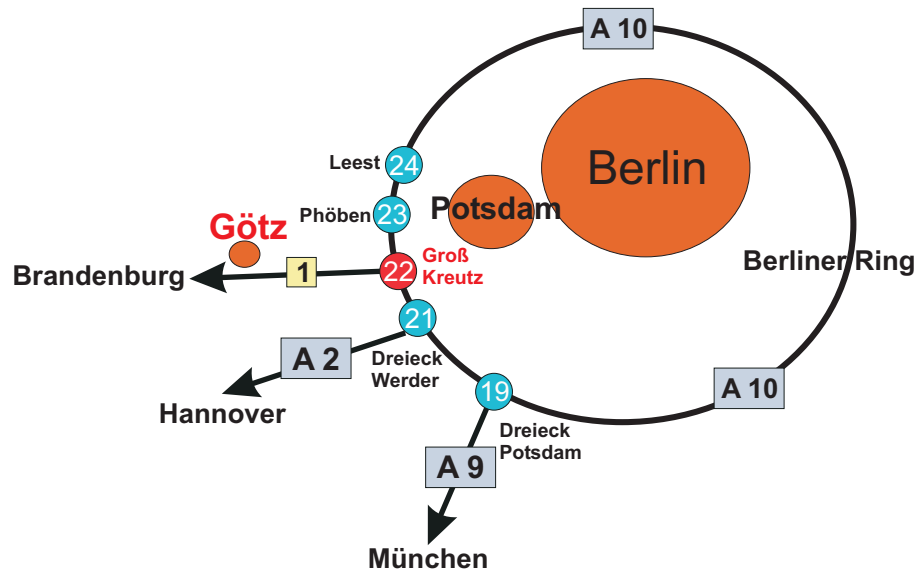 A 10
Berlin
24
Leest
Potsdam
23
Phöben
Götz
Berliner Ring
Groß
Kreutz
22
1
Brandenburg
21
A 2
Dreieck
Werder
19
A 10
Hannover
Dreieck
Potsdam
A 9
München